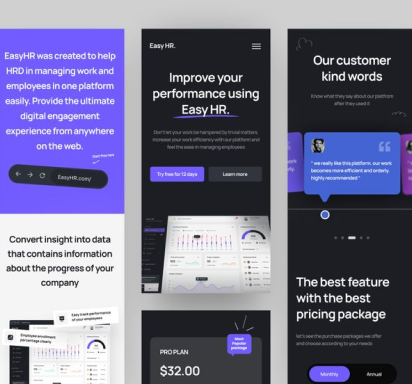 EasyHR was created to help
HRD in managing work and
employees in one platform
easily. Provide the ultimate
digital engagement
experience from anywhere
on the web.
Start free here
EasyHR.com/
Convert insight into data
that contains information
about the progress of your
company
Easy track performance
of your employees
Employee enrollment
percentage clearly
Easy HR.
Improve your
performance using
Easy HR.
Don't let your work be hampered by trivial matters,
increase your work efficiency with our platform and
feel the ease in managing employees
Try free for 12 days
Learn more
PRO PLAN
Most
Popular
package
$32.00
Our customer
kind words
Know what they say about our platfrom
after they used it
" we really like this platform. our work
becomes more efficient and orderly.
highly recommended "
The best feature
with the best
pricing package
let's see the purchase packages we offer
and choose according to your needs
Monthly
Annual